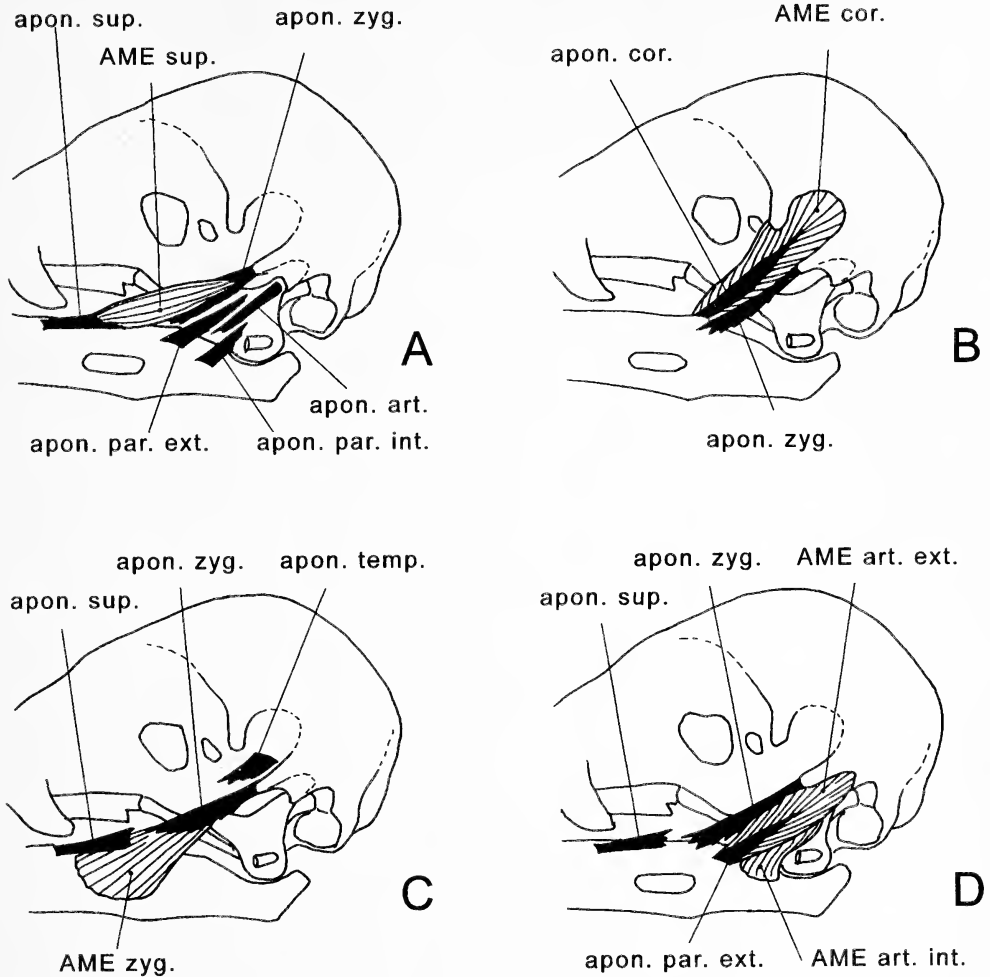 apon. sup.
apon. zyg.
AME sup.
A
apon. art.
apon. par. ext.
apon. par. int.
AME cor.
apon. cor.
B
apon. zyg.
apon. zyg.
apon. temp.
apon. sup.
C
AME zyg.
apon. zyg.
AME art. ext.
apon. sup.
D
apon. par. ext.
AME art. int.